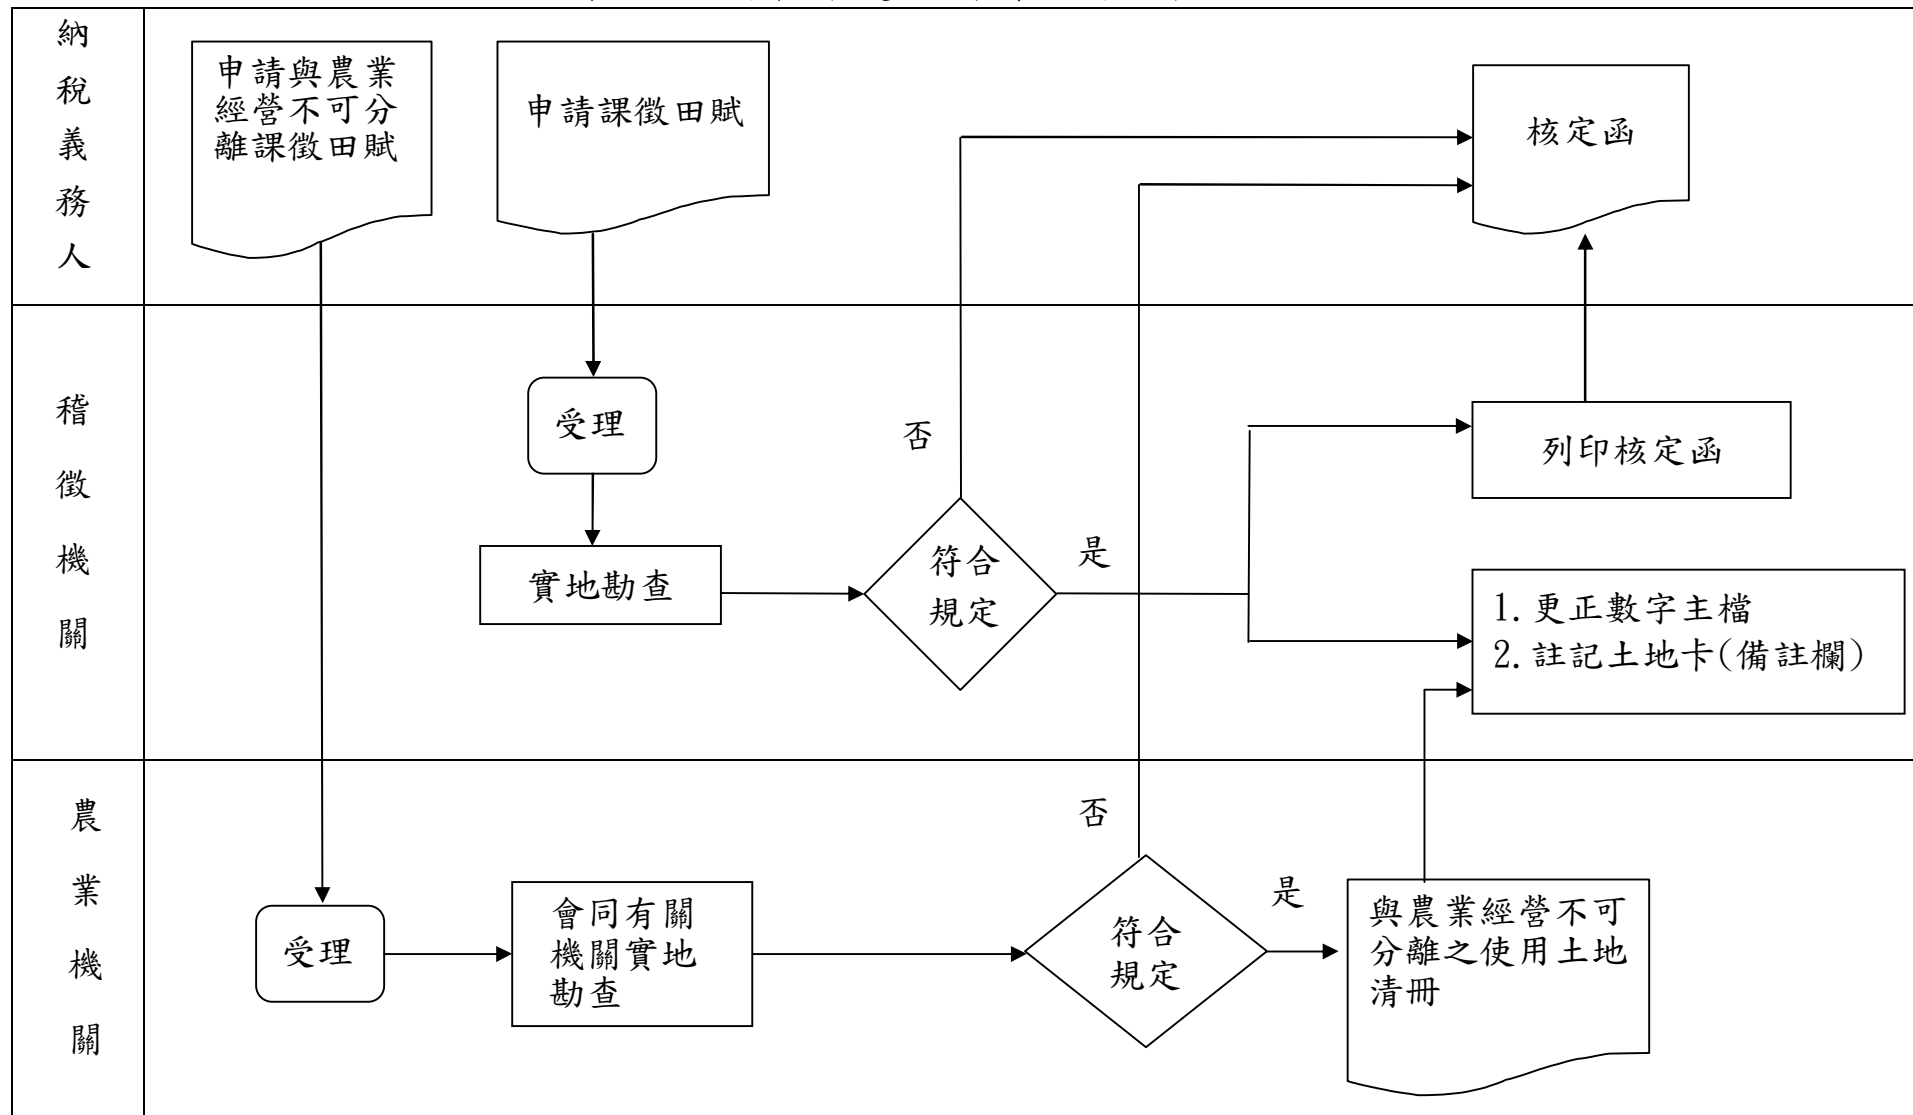 納稅義務人
申請與農業
經營不可分
離課徵田賦
申請課徵田賦
核定函
稽徵機關
受理
否
列印核定函
實地勘查
符合
規定
是
1.更正數字主檔
2.註記土地卡(備註欄)
農業機關
否
受理
會同有關
機關實地
勘查
符合
規定
是
與農業經營不可
分離之使用土地
清冊